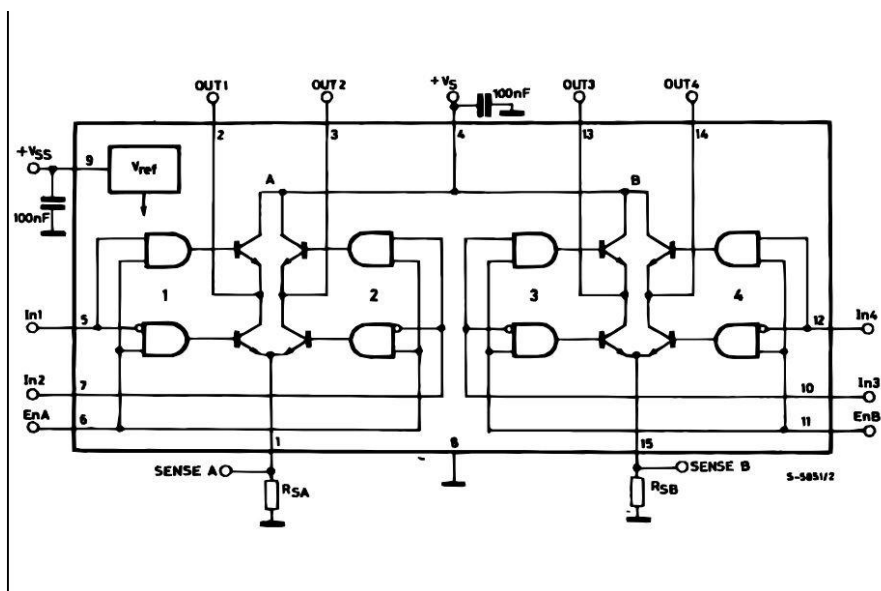 OUT1
OUT2
+VS
100nF
OUT3
OUT4
2
3
4
13
14
+VSS
9
Vref
100nF
A
B
1
2
3
4
In1
5
12
In4
In2
7
10
In3
EnA
6
11
EnB
1
8
15
SENSE A
RSA
SENSE B
RSB
S-5851/2